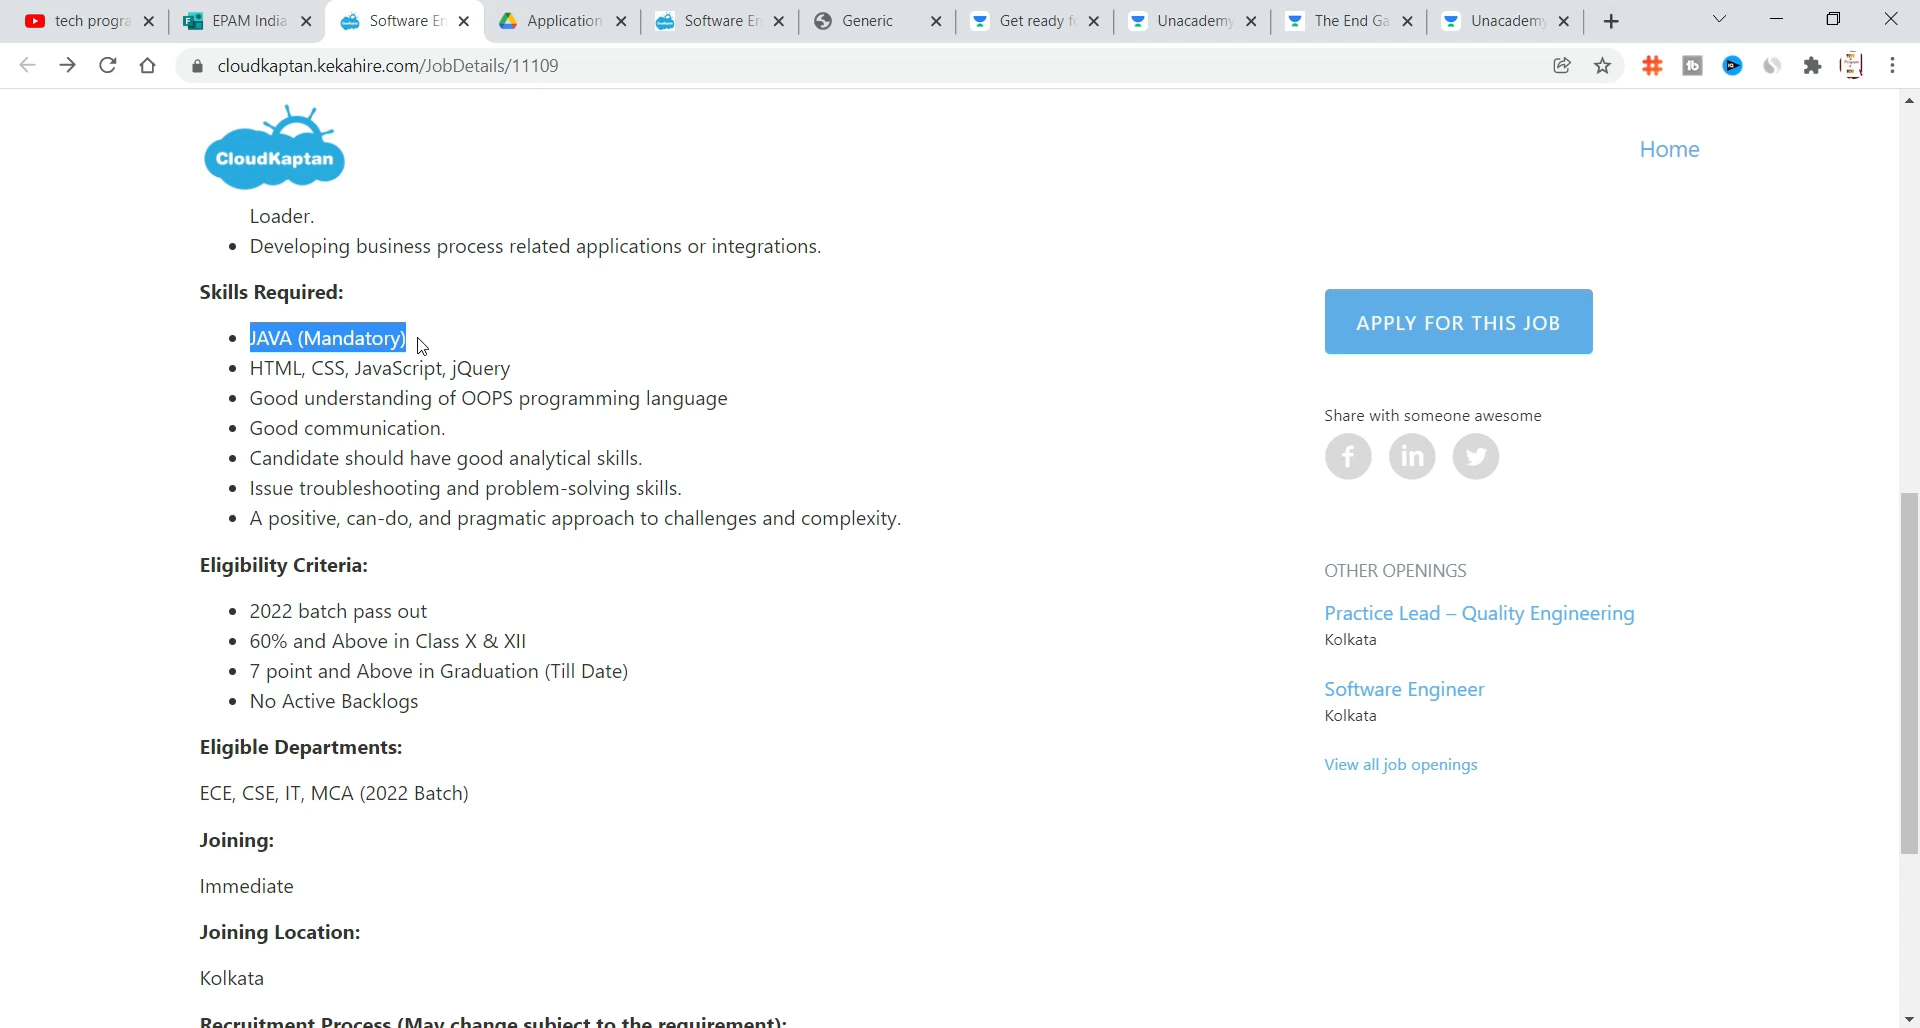 tech progra
EPAM India
Software En
Application
Software En
Generic
Get ready f
Unacademy
The End Ga
Unacademy
cloudkaptan.kekahire.com/JobDetails/11109
CloudKaptan
Home
Loader.
• Developing business process related applications or integrations.
Skills Required:
• JAVA (Mandatory)
• HTML, CSS, JavaScript, jQuery
• Good understanding of OOPS programming language
• Good communication.
• Candidate should have good analytical skills.
• Issue troubleshooting and problem-solving skills.
• A positive, can-do, and pragmatic approach to challenges and complexity.
Eligibility Criteria:
• 2022 batch pass out
• 60% and Above in Class X & XII
• 7 point and Above in Graduation (Till Date)
• No Active Backlogs
Eligible Departments:
ECE, CSE, IT, MCA (2022 Batch)
Joining:
Immediate
Joining Location:
Kolkata
Recruitment Process (May change subject to the requirement):
APPLY FOR THIS JOB
Share with someone awesome
OTHER OPENINGS
Practice Lead – Quality Engineering
Kolkata
Software Engineer
Kolkata
View all job openings